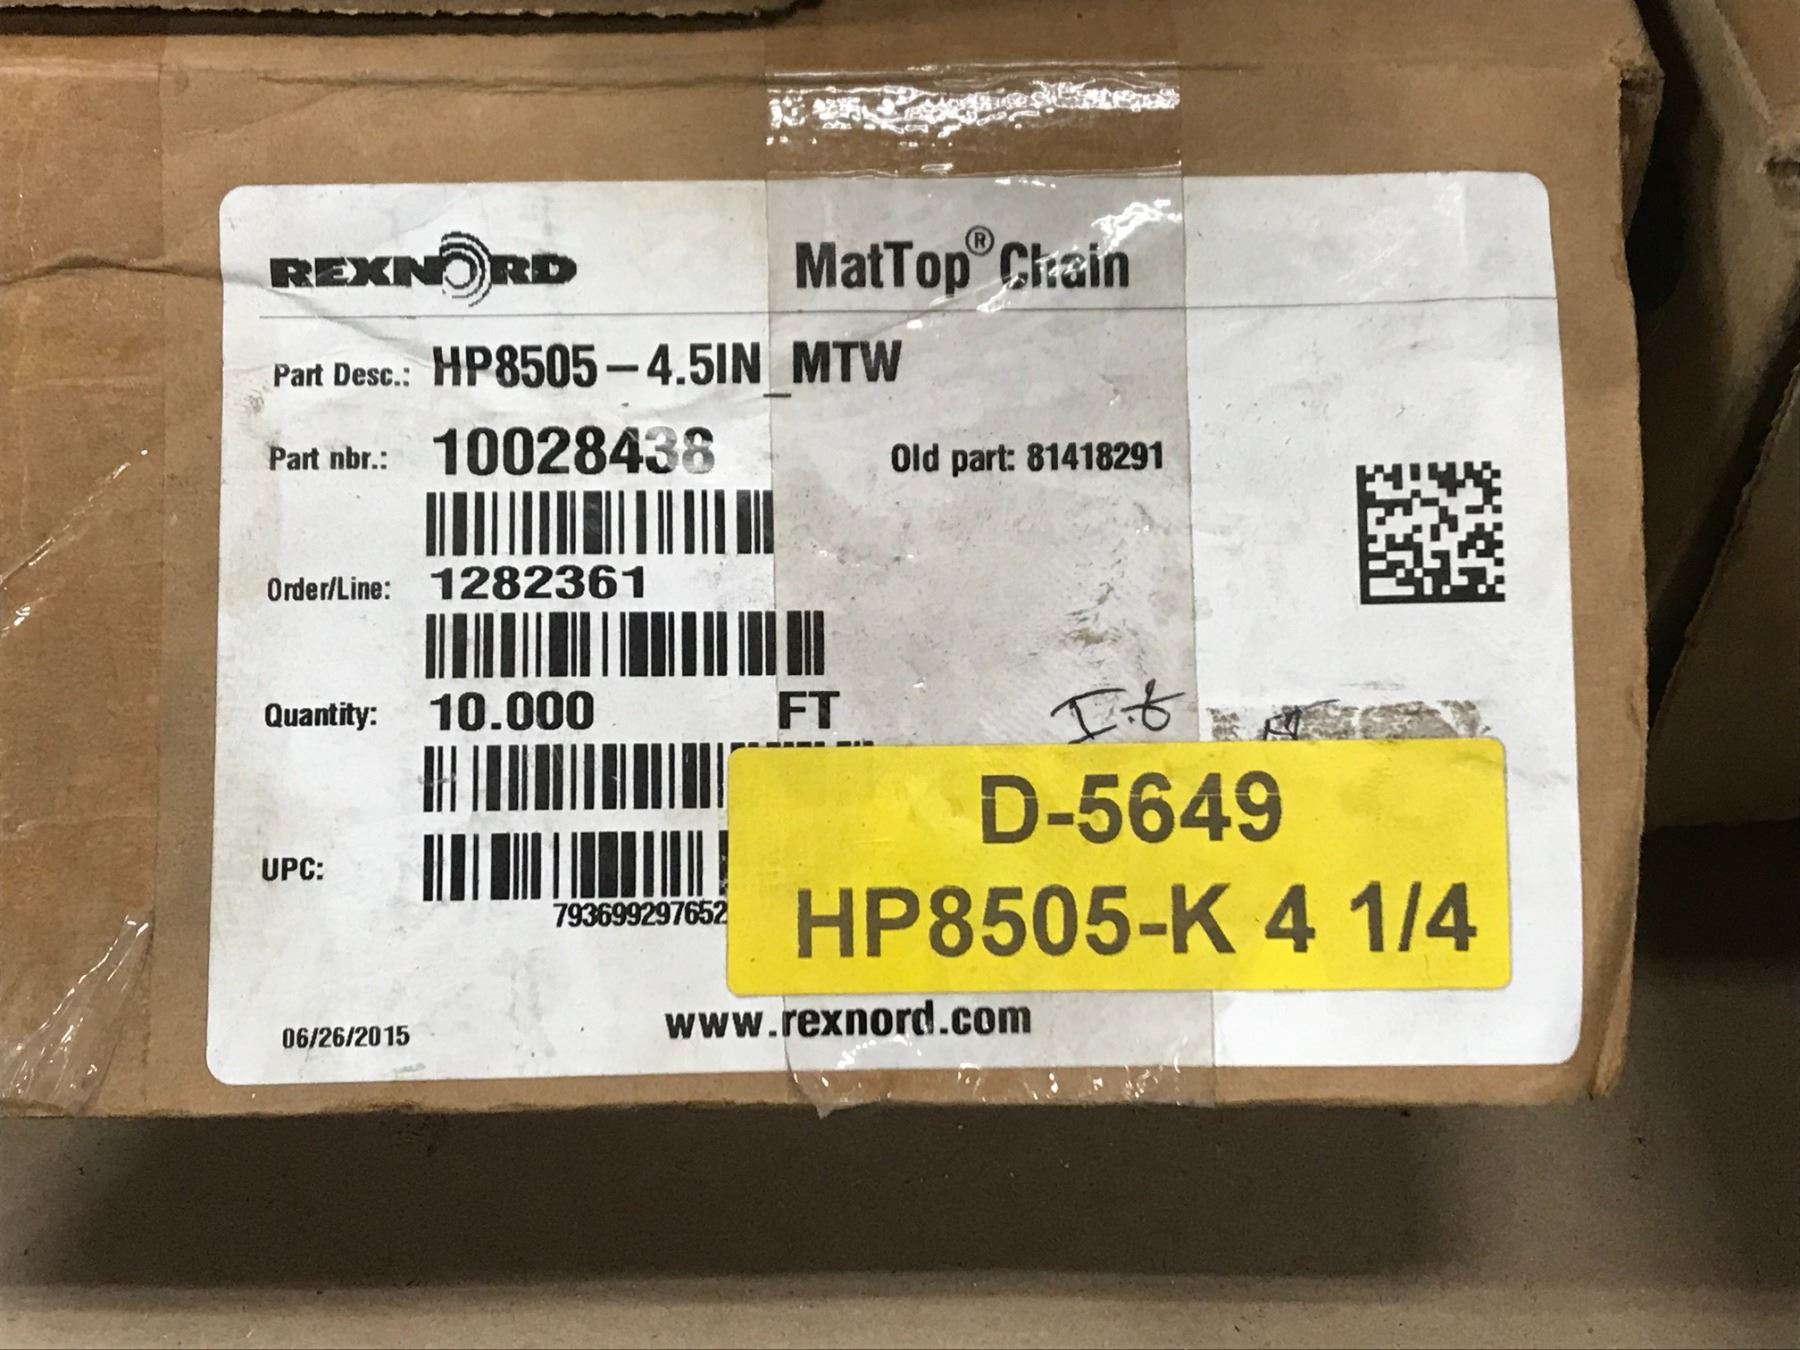 REXNORD MatTop® Chain
Part Desc.: HP8505-4.5IN_MTW
Part nbr.: 10028438 Old part: 81418291
Order/Line: 1282361
Quantity: 10.000 FT
D-5649
HP8505-K 4 1/4
UPC:
793699297652
06/26/2015 www.rexnord.com